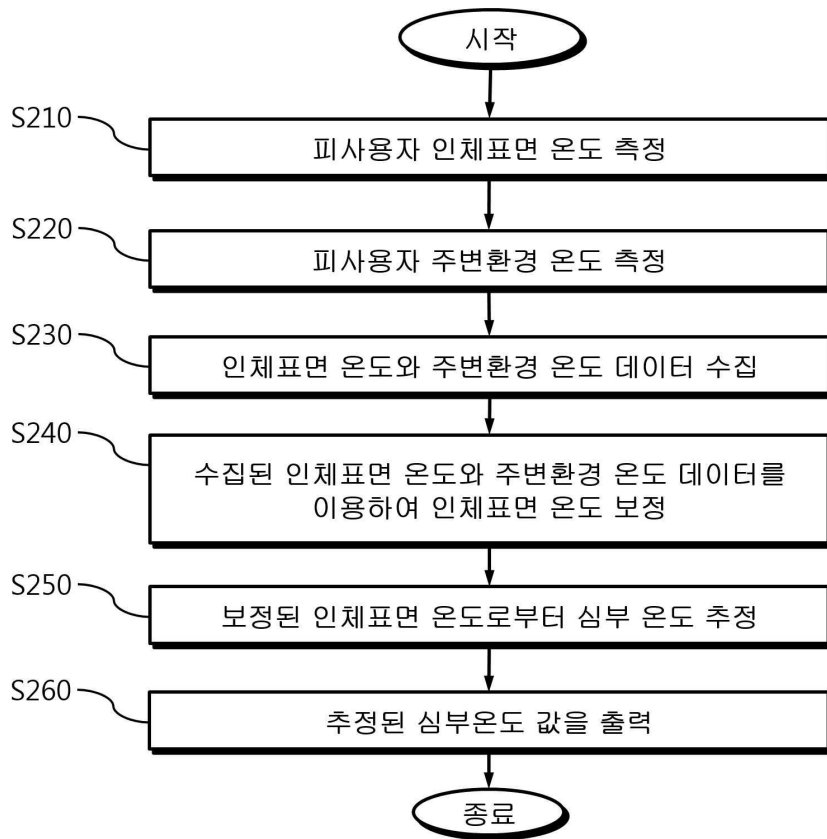 시작
S210
피사용자 인체표면 온도 측정
S220
피사용자 주변환경 온도 측정
S230
인체표면 온도와 주변환경 온도 데이터 수집
S240
수집된 인체표면 온도와 주변환경 온도 데이터를
이용하여 인체표면 온도 보정
S250
보정된 인체표면 온도로부터 심부 온도 추정
S260
추정된 심부온도 값을 출력
종료